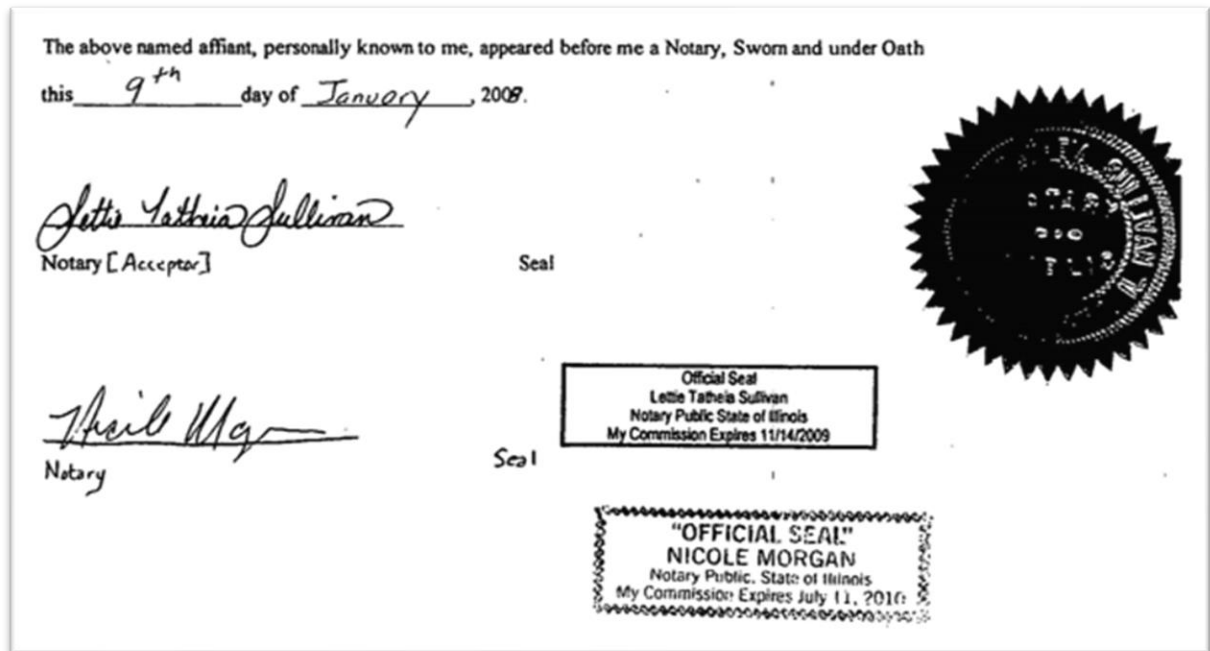 The above named affiant, personally known to me, appeared before me a Notary, Sworn and under Oath
this 9th day of January, 2008.
Lettie Tatheia Sullivan
Notary [Acceptor] Seal
Official Seal
Lettie Tatheia Sullivan
Notary Public State of Illinois
My Commission Expires 11/14/2009
Notary Seal
"OFFICIAL SEAL"
NICOLE MORGAN
Notary Public, State of Illinois
My Commission Expires July 11, 2010